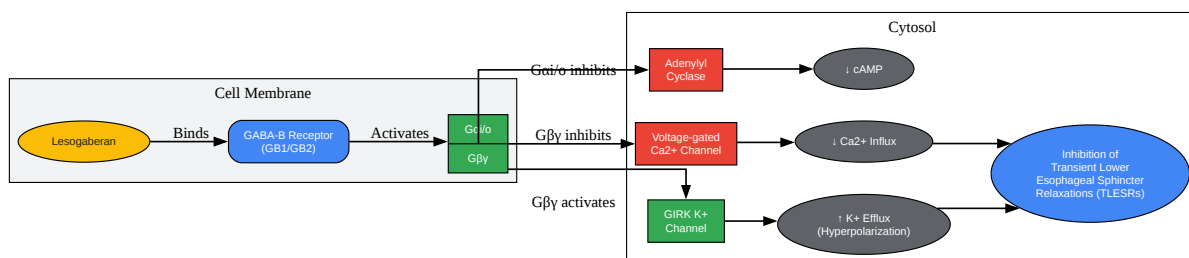 Cytosol
Cell Membrane
Lesogaberan
Binds
GABA-B Receptor
(GB1/GB2)
Activates
Gαi/o
Gβγ
Gαi/o inhibits
Adenylyl
Cyclase
↓ cAMP
Gβγ inhibits
Voltage-gated
Ca2+ Channel
↓ Ca2+ Influx
Gβγ activates
GIRK K+
Channel
↑ K+ Efflux
(Hyperpolarization)
Inhibition of
Transient Lower
Esophageal Sphincter
Relaxations (TLESRs)